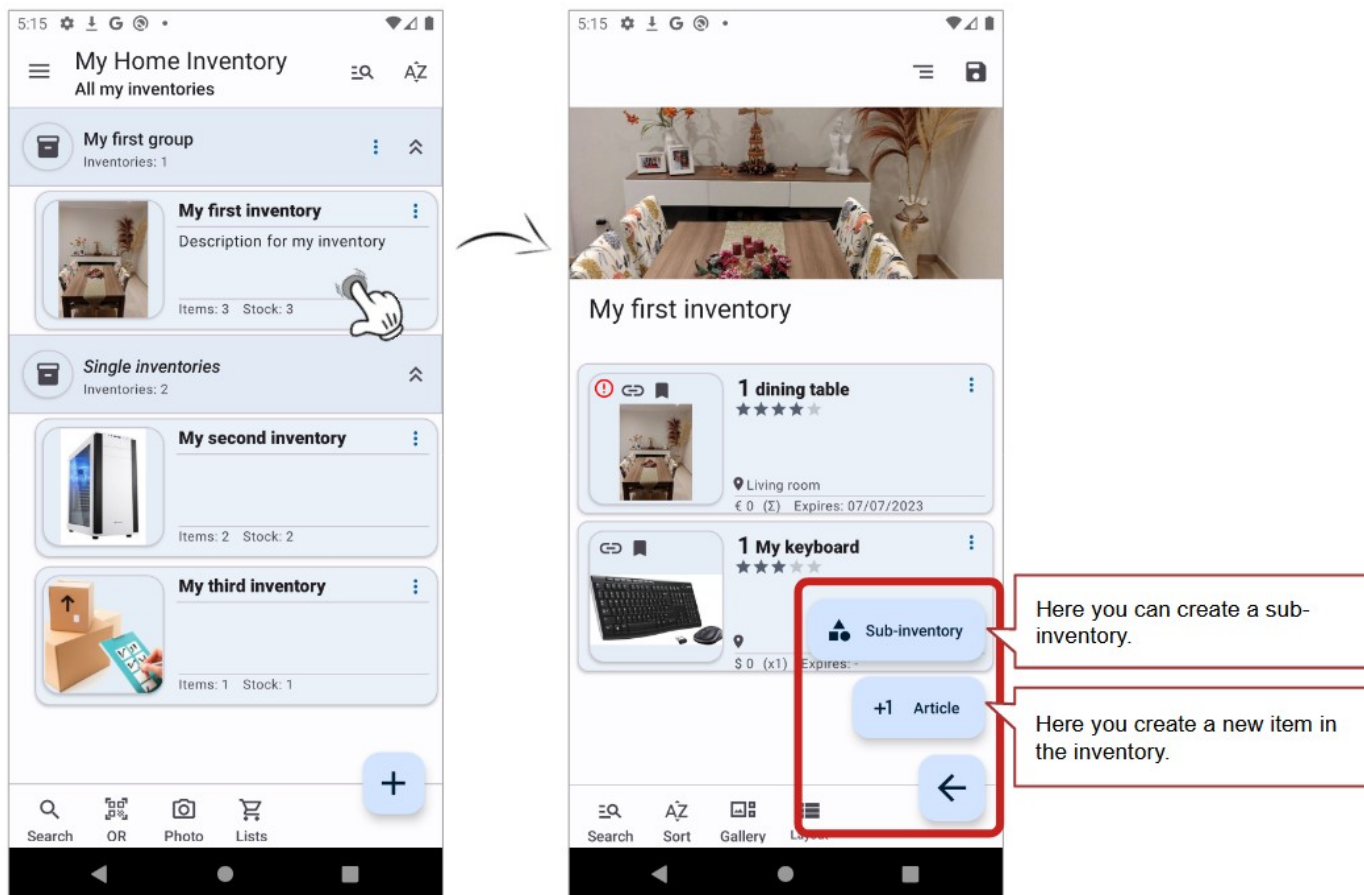 5:15
My Home Inventory
All my inventories
AZ
My first group
Inventories: 1
My first inventory
Description for my inventory
Items: 3 Stock: 3
Single inventories
Inventories: 2
My second inventory
Items: 2 Stock: 2
My third inventory
Items: 1 Stock: 1
Search QR Photo Lists
5:15
My first inventory
1 dining table
Living room
€ 0 (Σ) Expires: 07/07/2023
1 My keyboard
$ 0 (x1) Expires: -
Sub-inventory
+1 Article
AZ
Search Sort Gallery Layout
Here you can create a sub-
inventory.
Here you create a new item in
the inventory.